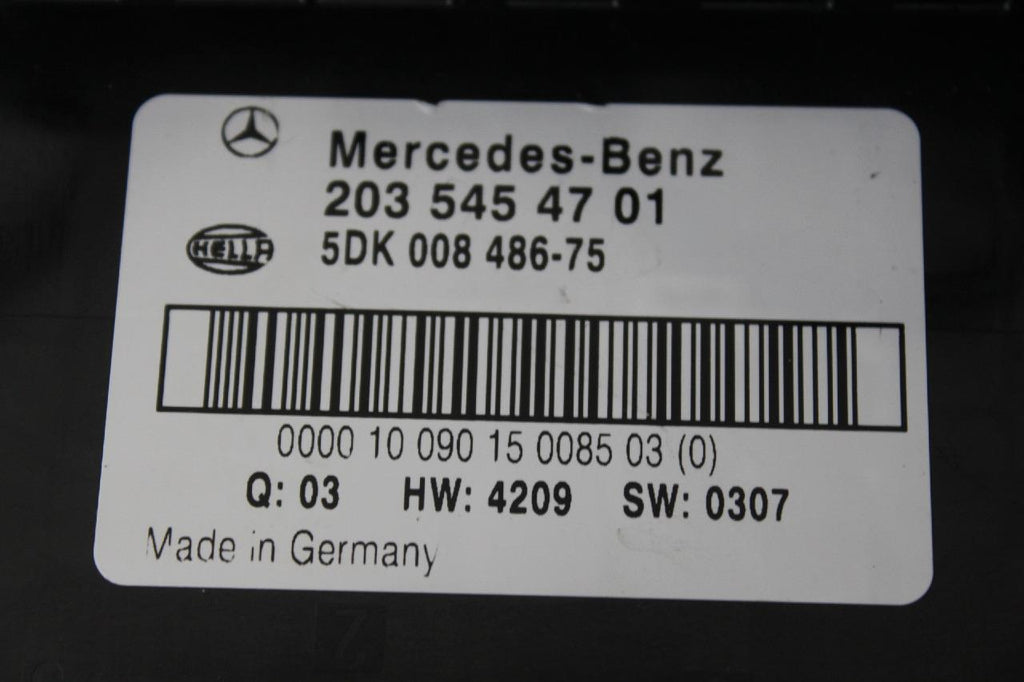 Mercedes-Benz
203 545 47 01
HELLA 5DK 008 486-75
0000 10 090 15 0085 03 (0)
Q: 03 HW: 4209 SW: 0307
Made in Germany